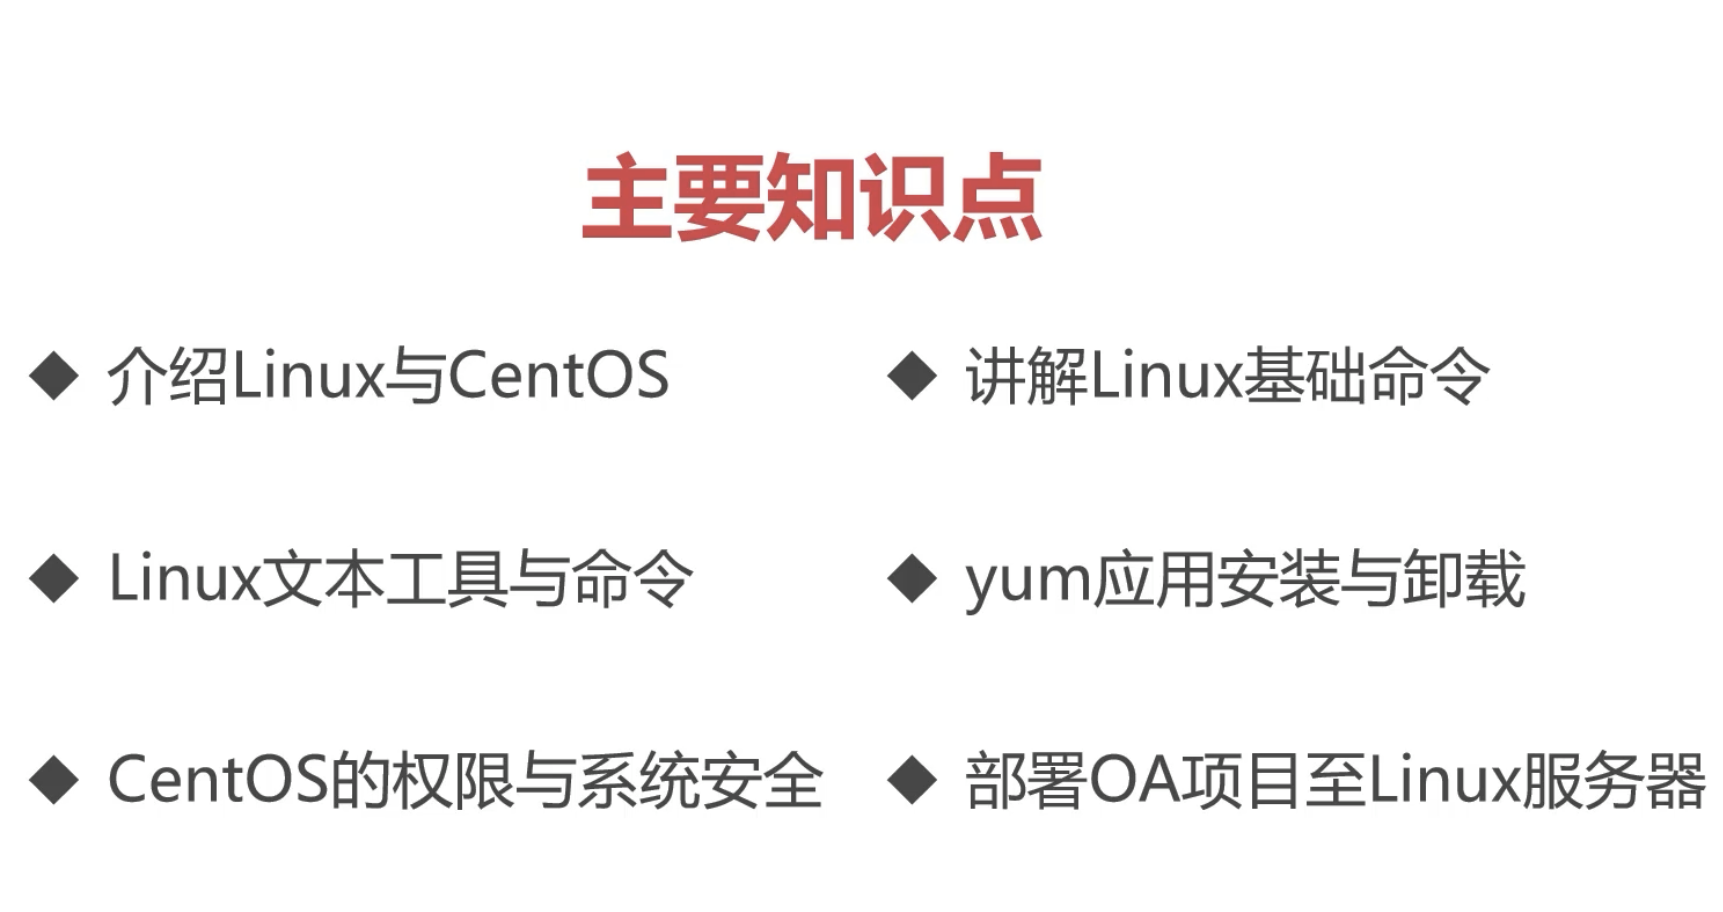 主要知识点
◆ 介绍Linux与CentOS
◆ 讲解Linux基础命令
◆ Linux文本工具与命令
◆ yum应用安装与卸载
◆ CentOS的权限与系统安全
◆ 部署OA项目至Linux服务器